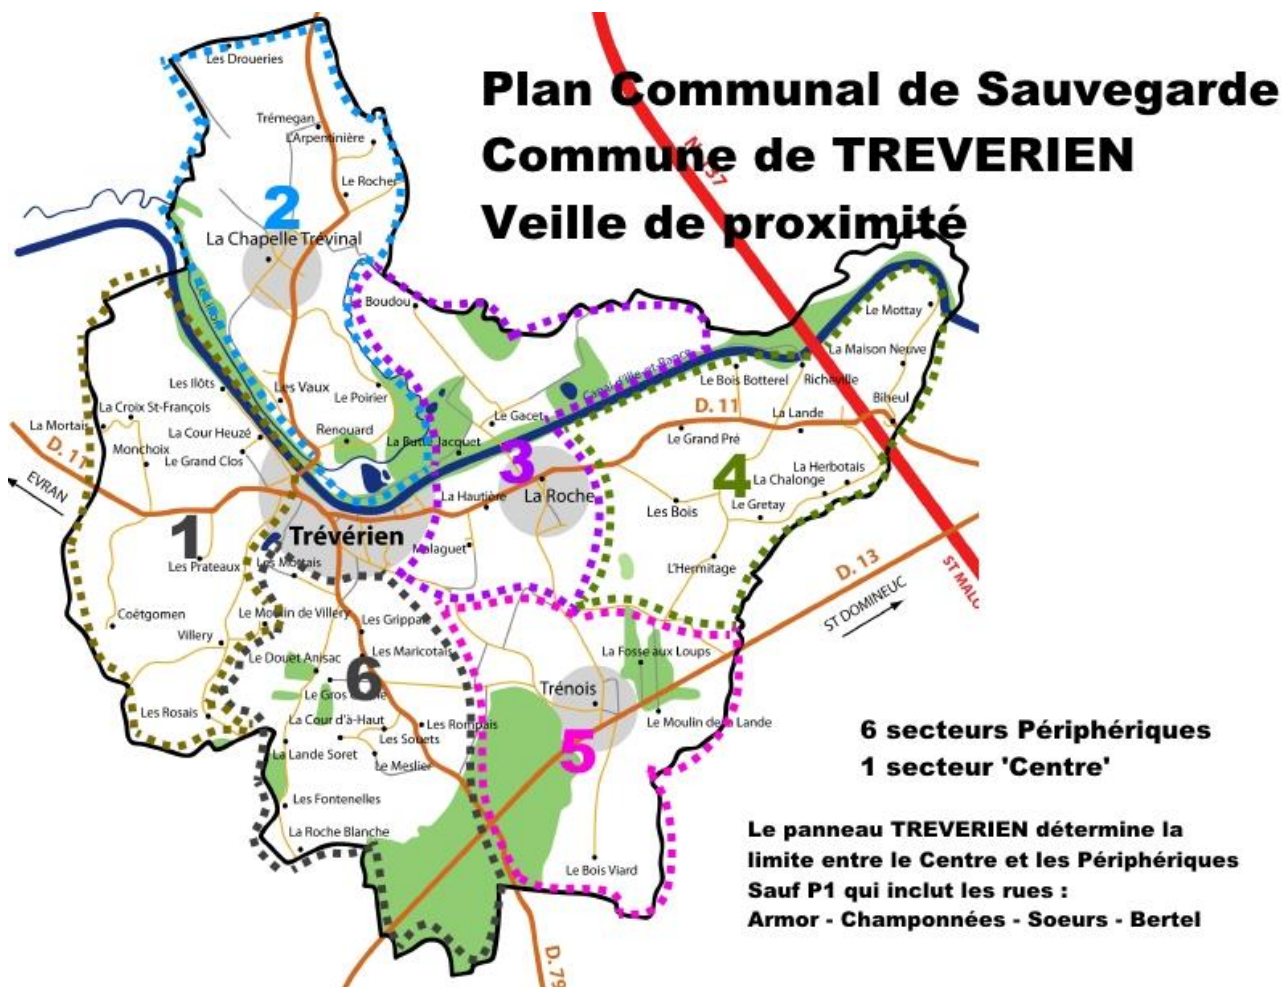 Plan Communal de Sauvegarde
Commune de TREVERIEN
Veille de proximité
Les Droueries
Trémegan
L'Arpentinière
Le Rocher
2
La Chapelle Trévinal
Boudou
Le Mottay
La Maison Neuve
Canal d'Ille-et-Rance
Les Ilôts
Les Vaux
Le Poirier
Le Bois Botterel
Richeville
Biheul
La Croix St-François
La Mortais
La Cour Heuzé
Renouard
Le Gacet
D. 11
La Lande
D. 11
Monchoix
Le Grand Clos
La Butte Jacquet
Le Grand Pré
3
4
La Herbotais
La Chalonge
EVRAN
La Hautière
La Roche
Les Bois
Le Gretay
1
Trévérien
Malaguet
Les Prateaux
Les Mottais
L'Hermitage
D. 13
ST MALO
ST DOMINEUC
Coëtgomen
Villery
Le Moulin de Villery
Les Grippais
Les Maricotais
Le Douet Anisac
La Fosse aux Loups
6
Trénois
Les Rosais
La Cour d'à-Haut
Les Rompais
Le Moulin de la Lande
Les Souets
La Lande Soret
Le Meslier
5
Les Fontenelles
La Roche Blanche
Le Bois Viard
D. 79
6 secteurs Périphériques
1 secteur 'Centre'
Le panneau TREVERIEN détermine la
limite entre le Centre et les Périphériques
Sauf P1 qui inclut les rues :
Armor - Champonnées - Soeurs - Bertel